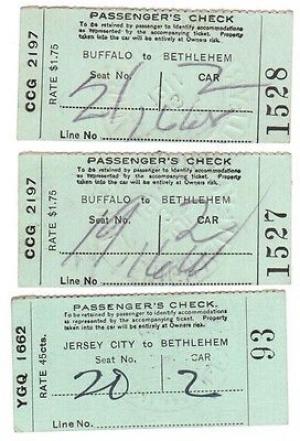 PASSENGER'S CHECK
To be retained by passenger to identify accommodations
as represented by the accompanying ticket. Property
taken into the car will be entirely at Owners risk.
CCG 2197
RATE $1.75
BUFFALO to BETHLEHEM
Seat No. CAR
21 2
Line No.
1528
PASSENGER'S CHECK
To be retained by passenger to identify accommodations
as represented by the accompanying ticket. Property
taken into the car will be entirely at Owners risk.
CCG 2197
RATE $1.75
BUFFALO to BETHLEHEM
Seat No. CAR
19 2
Line No.
1527
PASSENGER'S CHECK.
To be retained by passenger to identify accommodations
as represented by the accompanying ticket. Property
taken into the car will be entirely at Owners risk.
YGQ 1662
RATE 45cts.
JERSEY CITY to BETHLEHEM
Seat No. CAR
20 2
93